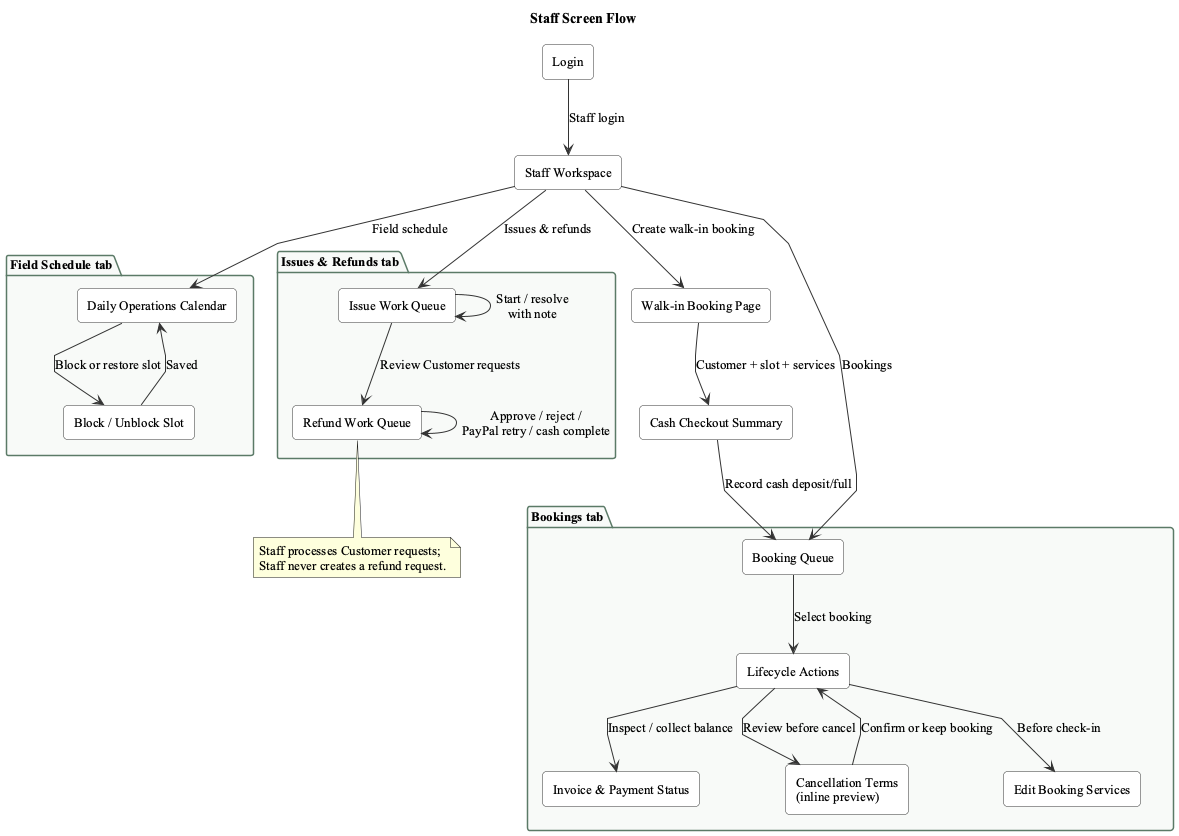 Staff Screen Flow
Login
Staff login
Staff Workspace
Field schedule
Issues & refunds
Create walk-in booking
Bookings
Field Schedule tab
Daily Operations Calendar
Block or restore slot
Saved
Block / Unblock Slot
Issues & Refunds tab
Issue Work Queue
Start / resolve
with note
Review Customer requests
Refund Work Queue
Approve / reject /
PayPal retry / cash complete
Staff processes Customer requests;
Staff never creates a refund request.
Walk-in Booking Page
Customer + slot + services
Cash Checkout Summary
Record cash deposit/full
Bookings tab
Booking Queue
Select booking
Lifecycle Actions
Inspect / collect balance
Review before cancel
Confirm or keep booking
Before check-in
Invoice & Payment Status
Cancellation Terms
(inline preview)
Edit Booking Services